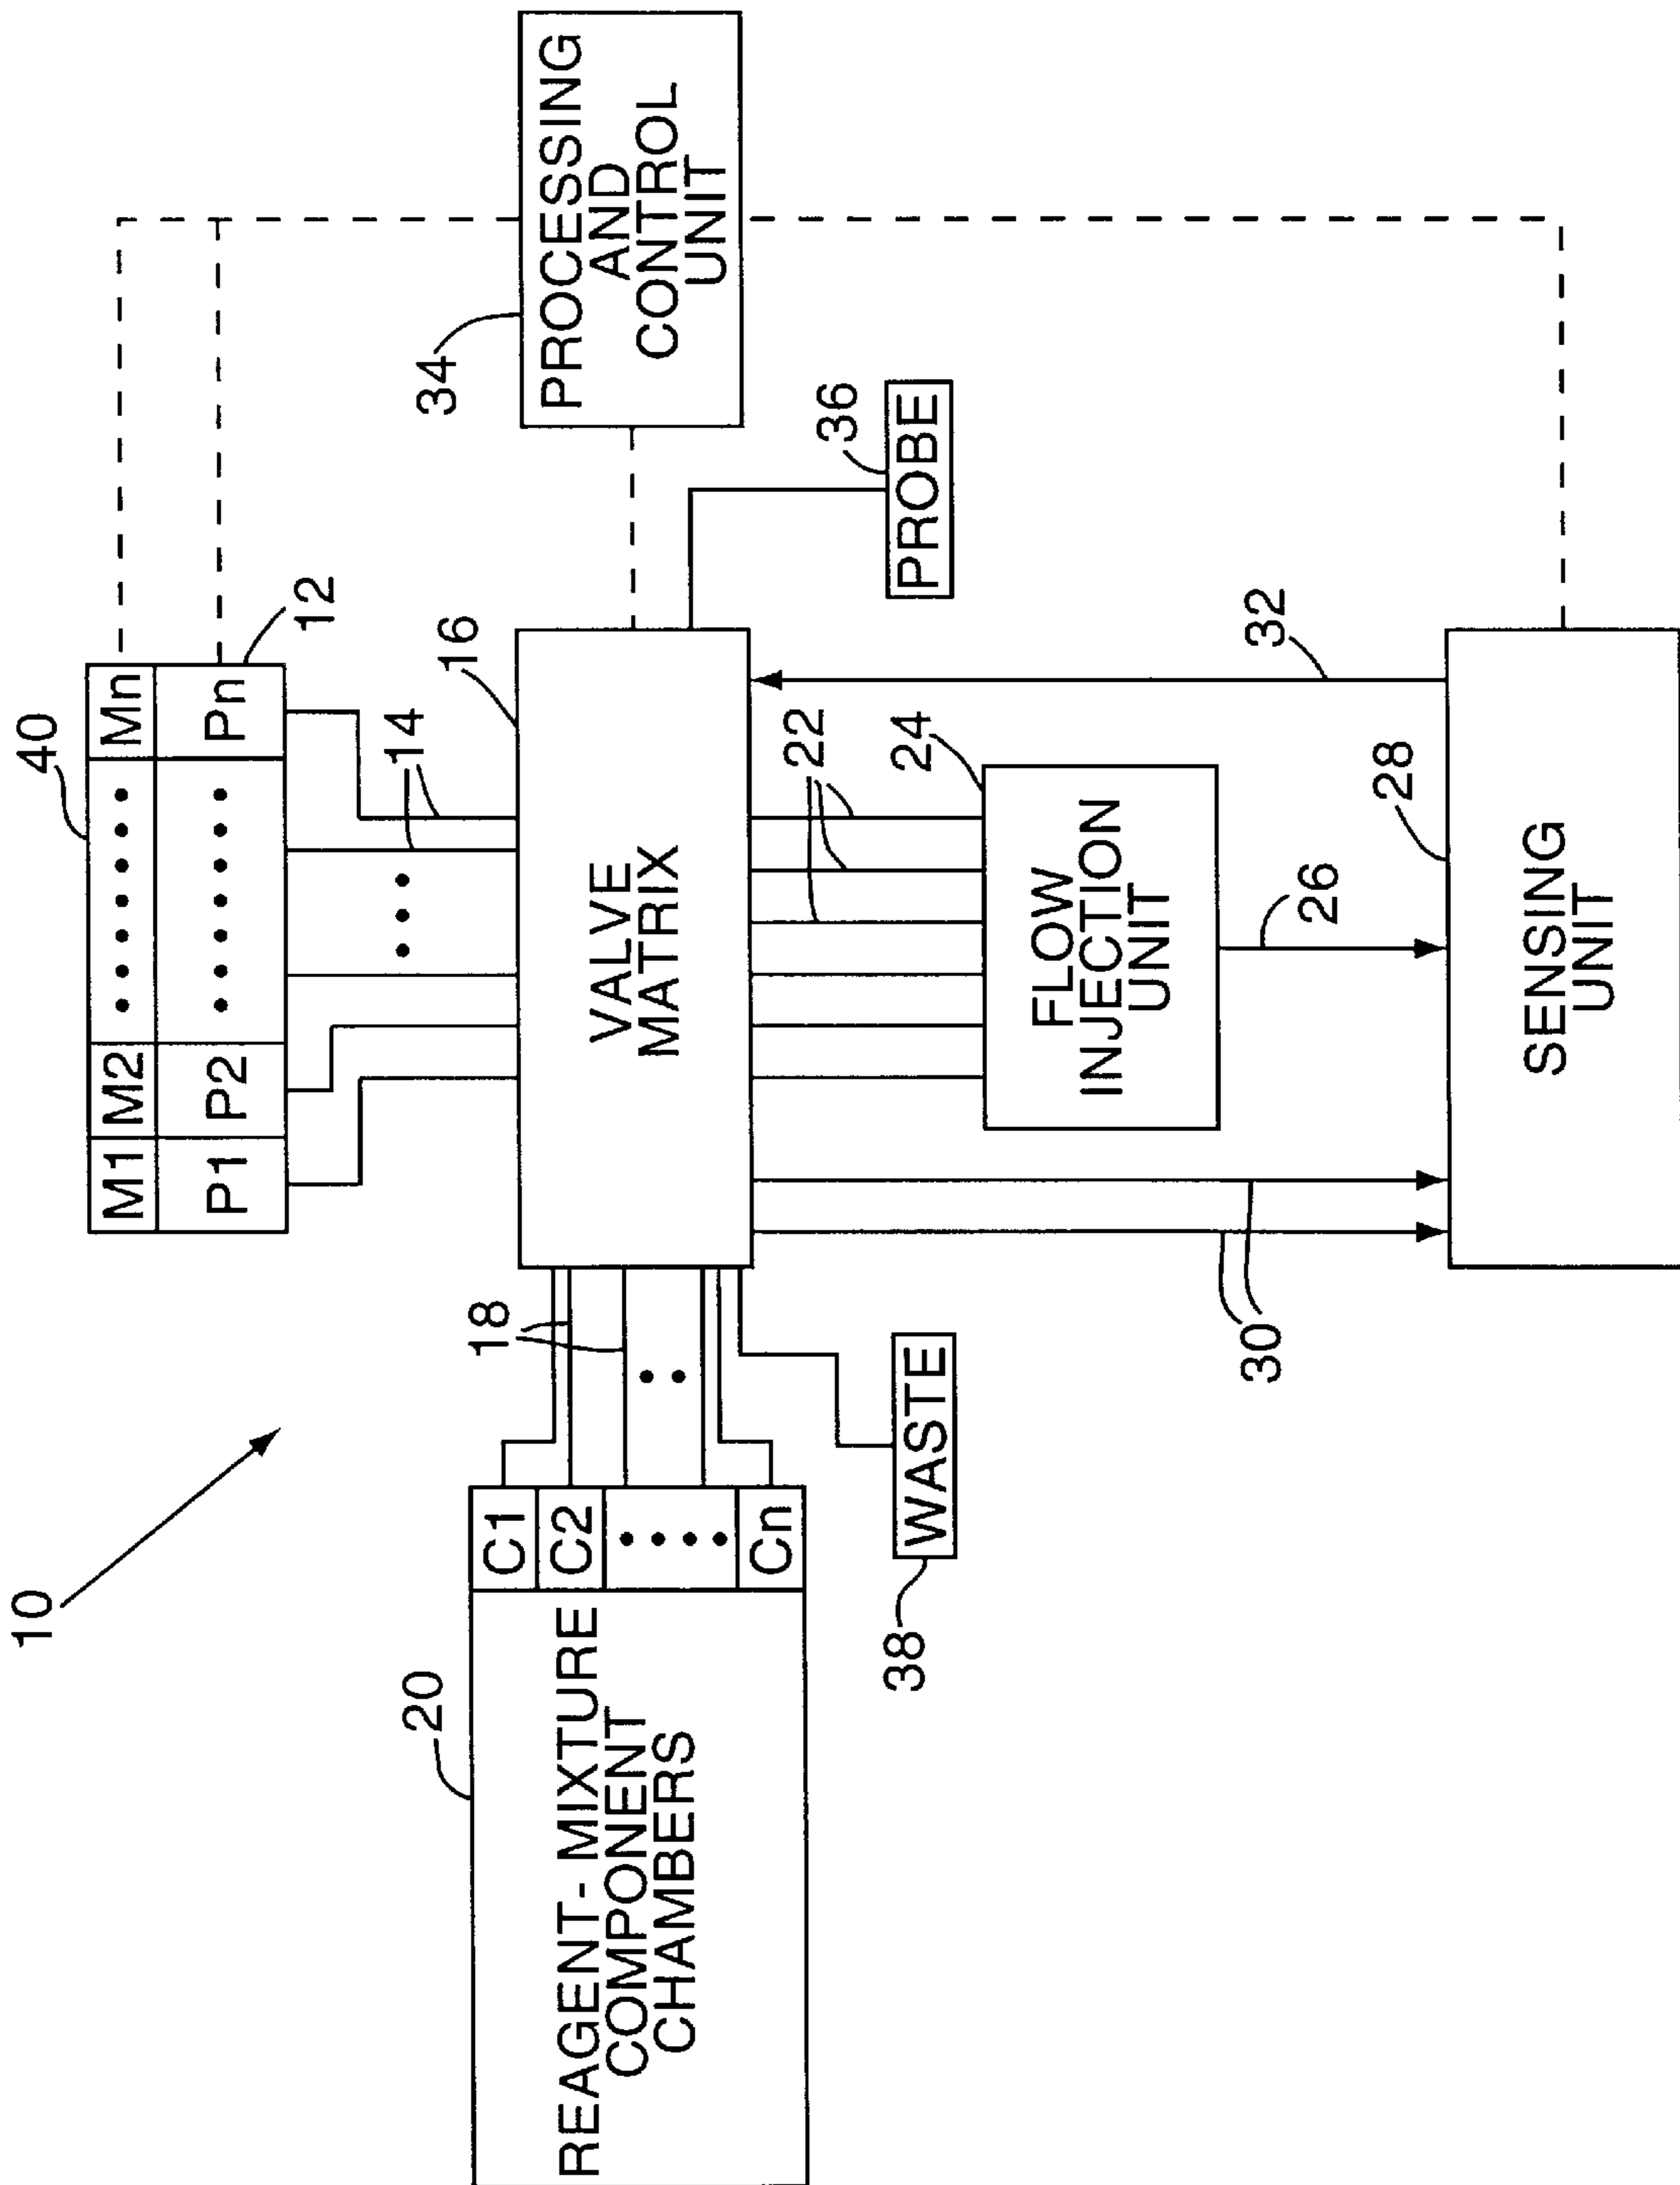 10
40
M1 M2 •••••• Mn
P1 P2 •••••• Pn
12
14
•••
34
PROCESSING
AND
CONTROL
UNIT
20
REAGENT-MIXTURE
COMPONENT
CHAMBERS
C1
C2
••••
Cn
18
••
16
VALVE
MATRIX
36
PROBE
38
WASTE
22
24
FLOW
INJECTION
UNIT
32
26
30
28
SENSING
UNIT